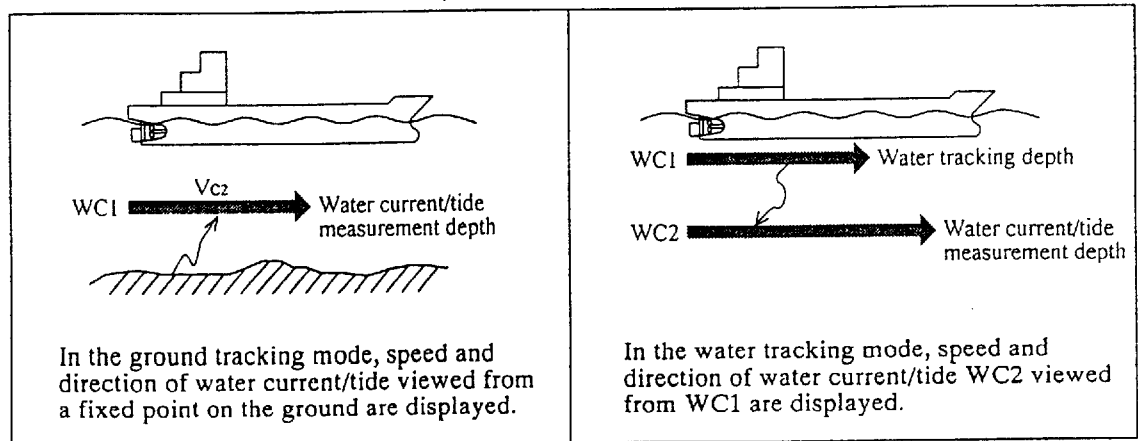 Vc2
WC1
Water current/tide
measurement depth
In the ground tracking mode, speed and
direction of water current/tide viewed from
a fixed point on the ground are displayed.
WC1
Water tracking depth
WC2
Water current/tide
measurement depth
In the water tracking mode, speed and
direction of water current/tide WC2 viewed
from WC1 are displayed.